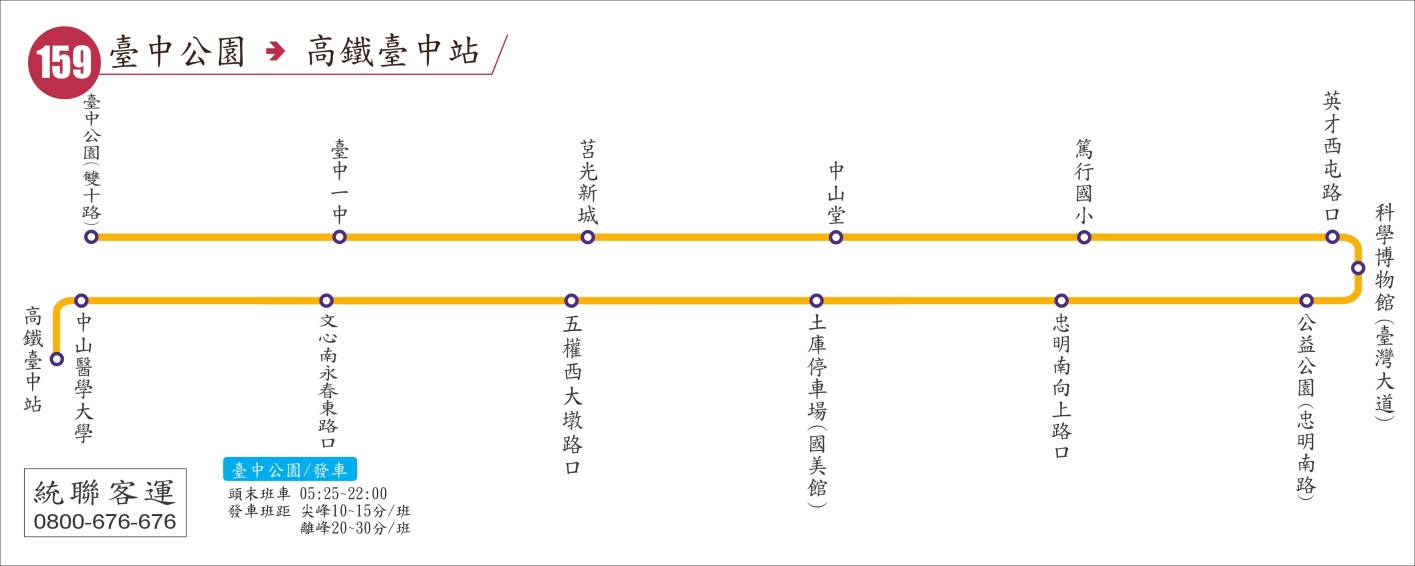 159 臺中公園 ➔ 高鐵臺中站
臺中公園(雙十路)
臺中一中
莒光新城
中山堂
篤行國小
英才西屯路口
科學博物館(臺灣大道)
公益公園(忠明南路)
忠明南向上路口
土庫停車場(國美館)
五權西大墩路口
文心南永春東路口
中山醫學大學
高鐵臺中站
統聯客運
0800-676-676
臺中公園/發車
頭末班車 05:25~22:00
發車班距 尖峰10~15分/班
離峰20~30分/班